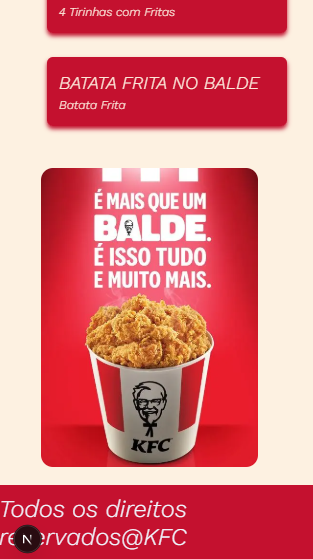 4 Tirinhas com Fritas
BATATA FRITA NO BALDE
Batata Frita
É MAIS QUE UM
BALDE.
É ISSO TUDO
E MUITO MAIS.
KFC
Todos os direitos
reservados@KFC
N